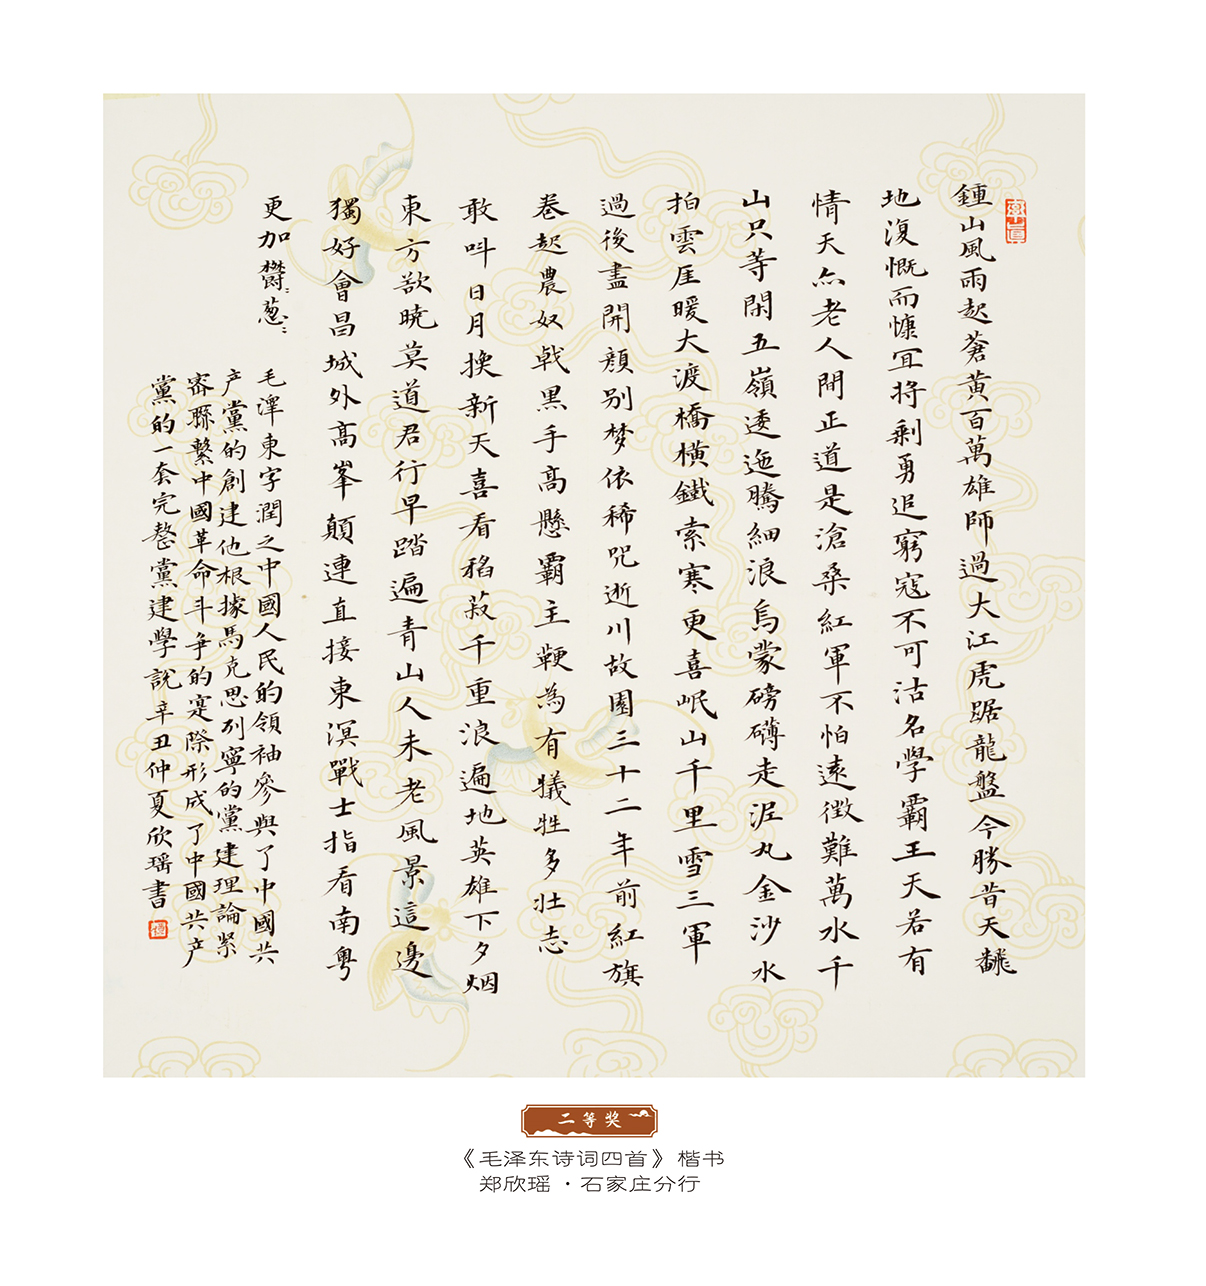 鍾山風雨起蒼黃百萬雄師過大江虎踞龍盤今勝昔天飜
地復慨而慷宜将剩勇追窮寇不可沽名學霸王天若有
情天亦老人間正道是滄桑紅軍不怕遠徵難萬水千
山只等閑五嶺逶迤騰細浪烏蒙磅礴走泥丸金沙水
拍雲崖暖大渡橋橫鐵索寒更喜岷山千里雪三軍
過後盡開顏別梦依稀咒逝川故園三十二年前紅旗
卷起農奴戟黑手高懸霸主鞭為有犧牲多壯志
敢叫日月換新天喜看稻菽千重浪遍地英雄下夕烟
東方欲曉莫道君行早踏遍青山人未老風景這邊
獨好會昌城外高峯顛連直接東溟戰士指看南粵
更加鬱〻葱〻
毛澤東字潤之中國人民的領袖參與了中國共
产黨的創建他根據馬克思列寧的黨建理論紧
密聯繫中國革命斗争的實際形成了中國共产
黨的一套完整黨建學說辛丑仲夏欣瑶書
二等奖
《毛泽东诗词四首》楷书
郑欣瑶·石家庄分行